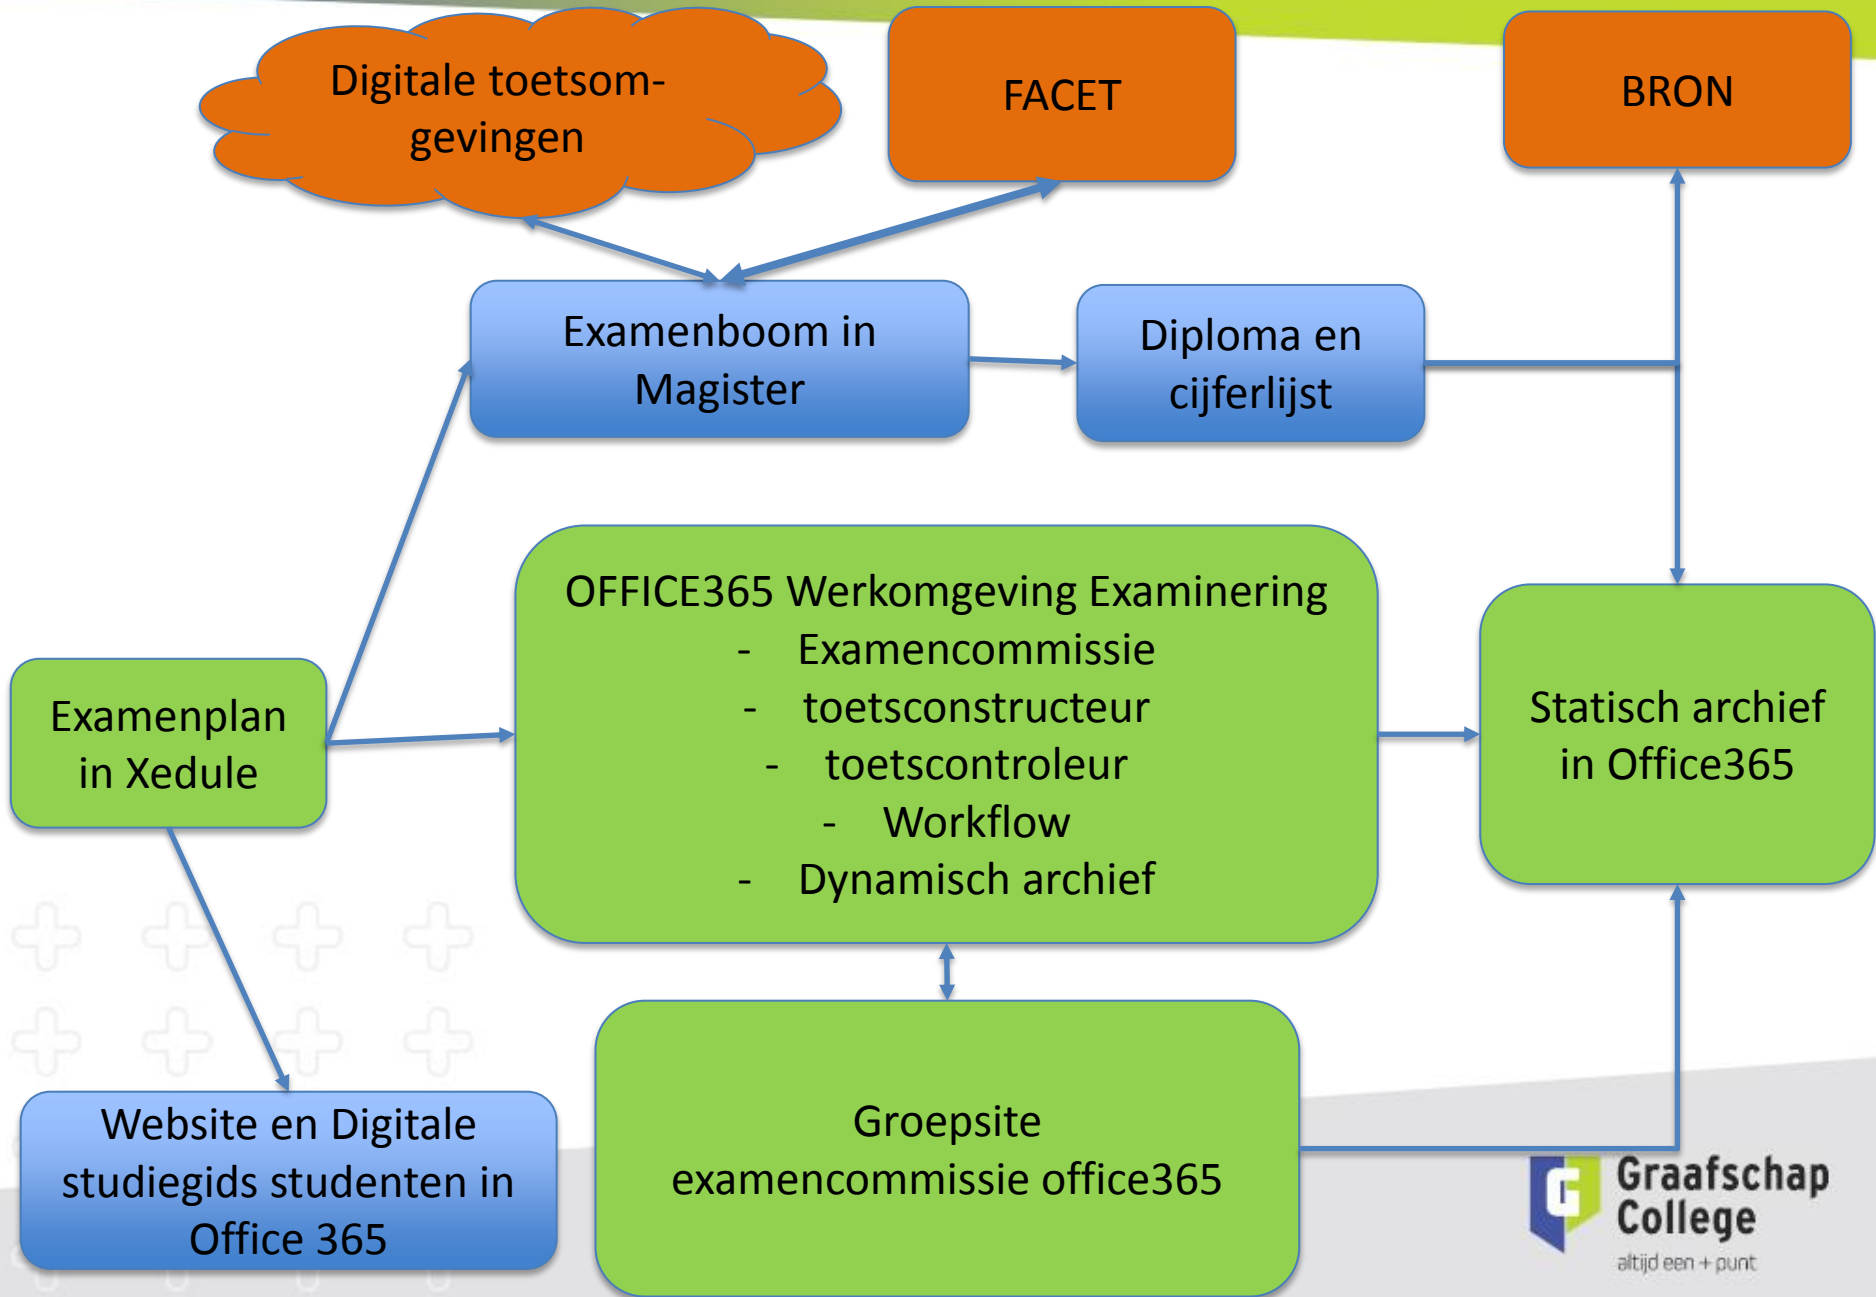 Digitale toetsom-
gevingen
FACET
BRON
Examenboom in
Magister
Diploma en
cijferlijst
OFFICE365 Werkomgeving Examinering
- Examencommissie
- toetsconstructeur
- toetscontroleur
- Workflow
- Dynamisch archief
Examenplan
in Xedule
Statisch archief
in Office365
Website en Digitale
studiegids studenten in
Office 365
Groepsite
examencommissie office365
G
Graafschap
College
altijd een + punt